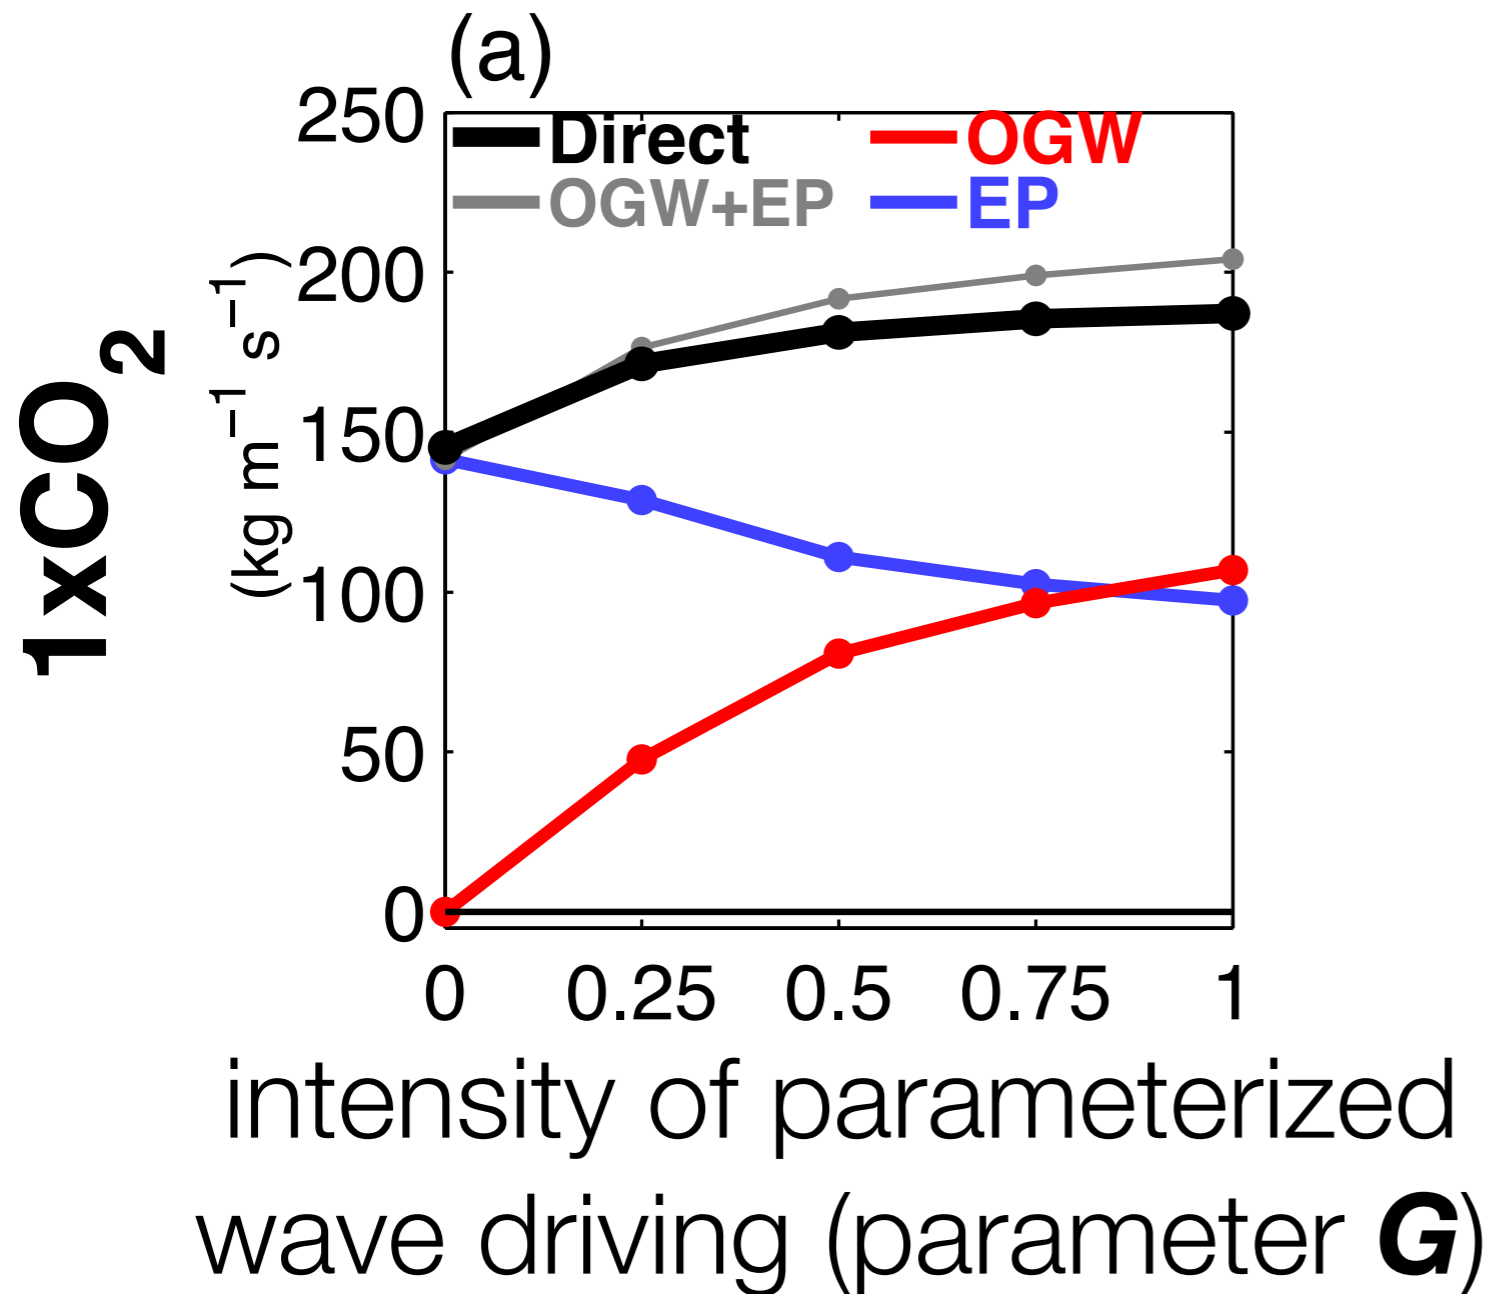 (a)
250
Direct OGW
OGW+EP EP
200
150
100
50
0
1xCO2
(kg m−1 s−1)
0 0.25 0.5 0.75 1
intensity of parameterized
wave driving (parameter G)